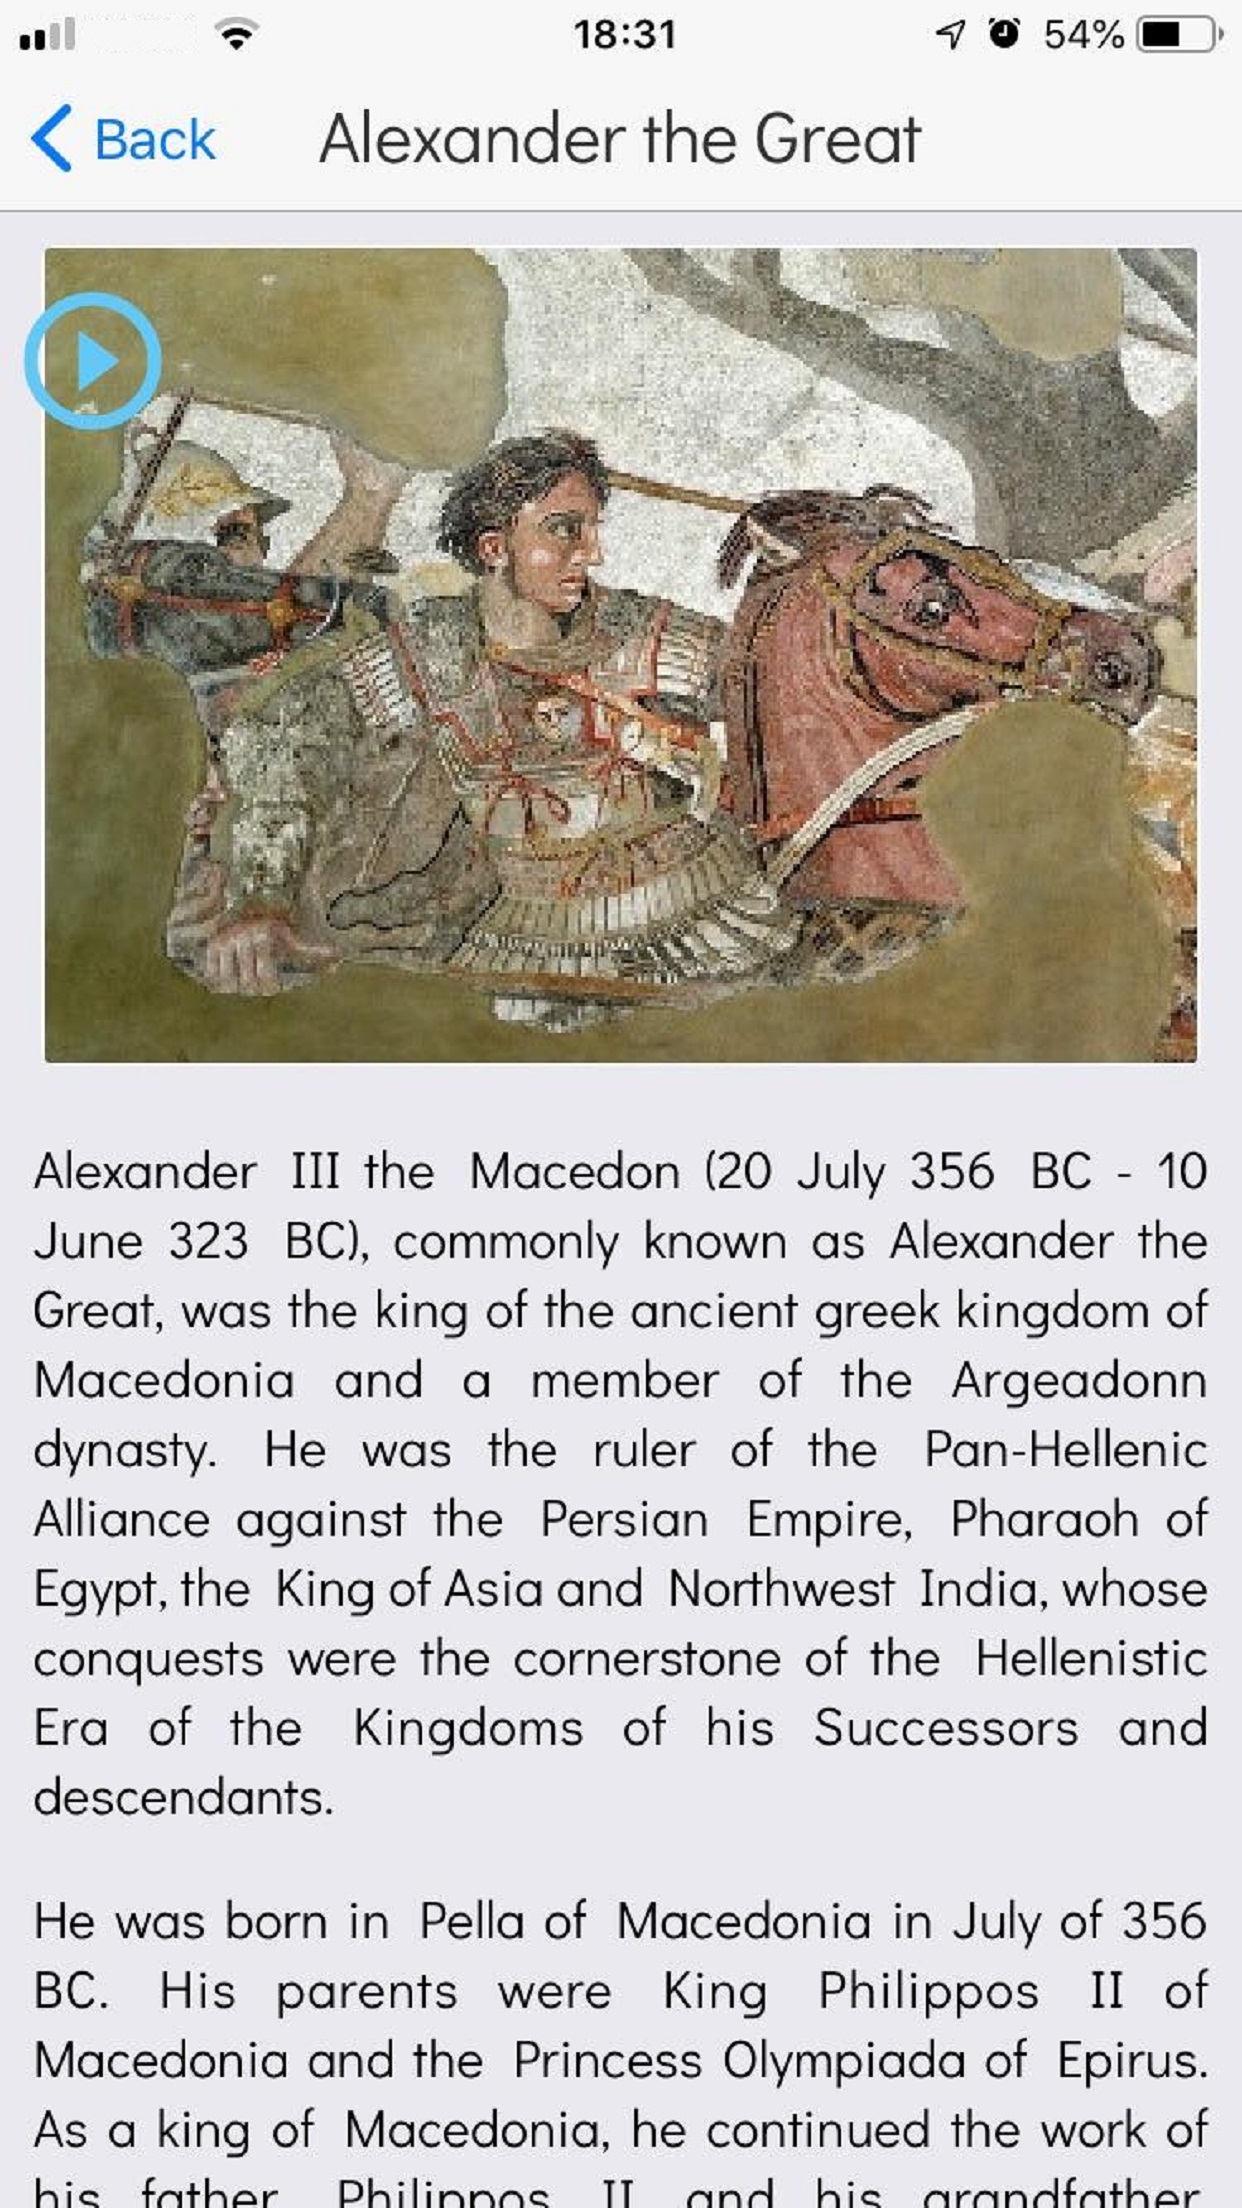 18:31
54%
Back
Alexander the Great
Alexander III the Macedon (20 July 356 BC - 10
June 323 BC), commonly known as Alexander the
Great, was the king of the ancient greek kingdom of
Macedonia and a member of the Argeadonn
dynasty. He was the ruler of the Pan-Hellenic
Alliance against the Persian Empire, Pharaoh of
Egypt, the King of Asia and Northwest India, whose
conquests were the cornerstone of the Hellenistic
Era of the Kingdoms of his Successors and
descendants.
He was born in Pella of Macedonia in July of 356
BC. His parents were King Philippos II of
Macedonia and the Princess Olympiada of Epirus.
As a king of Macedonia, he continued the work of
his father Philippos II and his grandfather